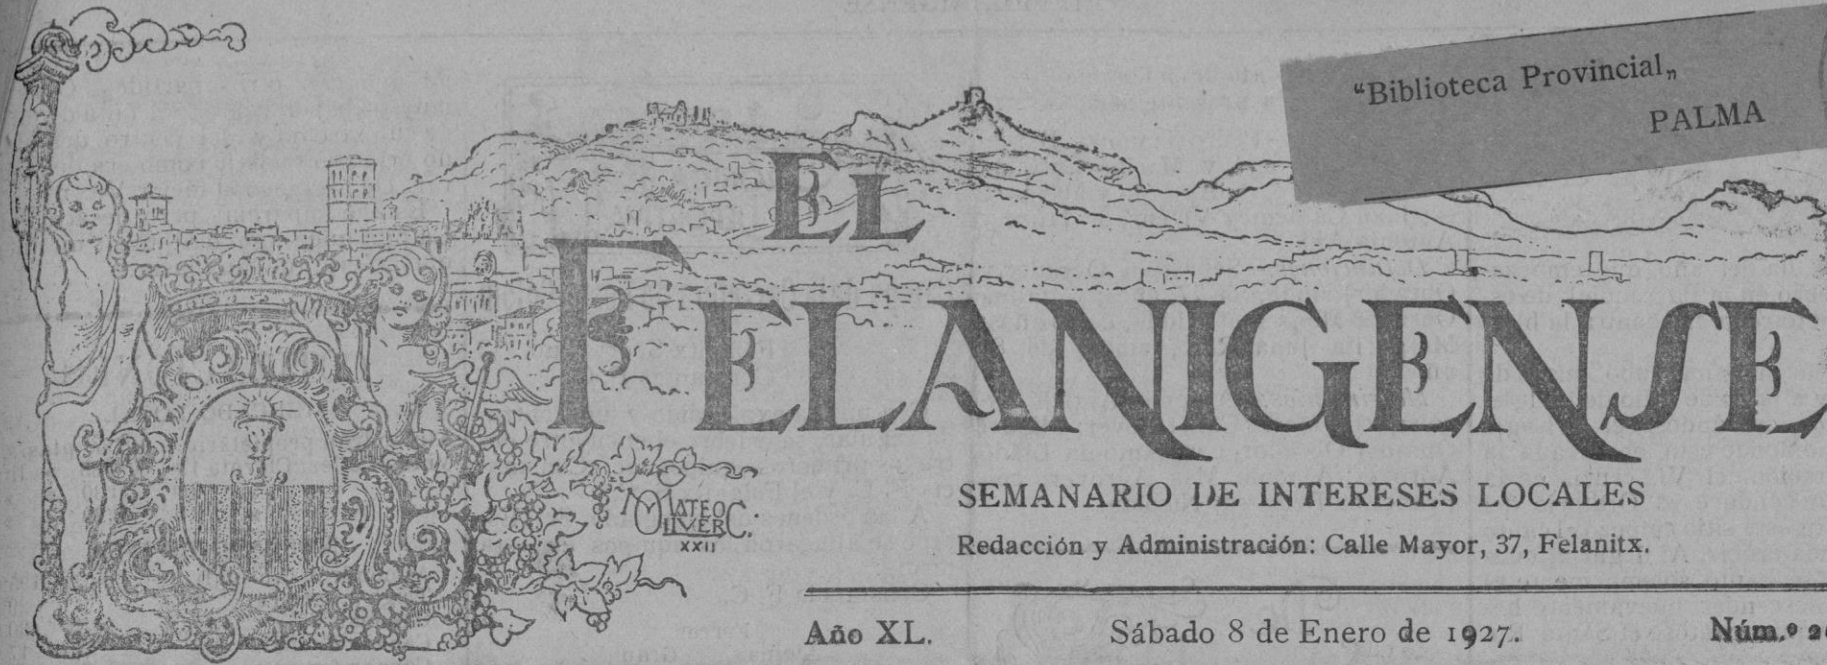 “Biblioteca Provincial„
PALMA
EL
FELANIGENSE
MATEO
OLIVER C.
XXII
SEMANARIO DE INTERESES LOCALES
Redacción y Administración: Calle Mayor, 37, Felanitx.
Año XL.
Sábado 8 de Enero de 1927.
Núm.º